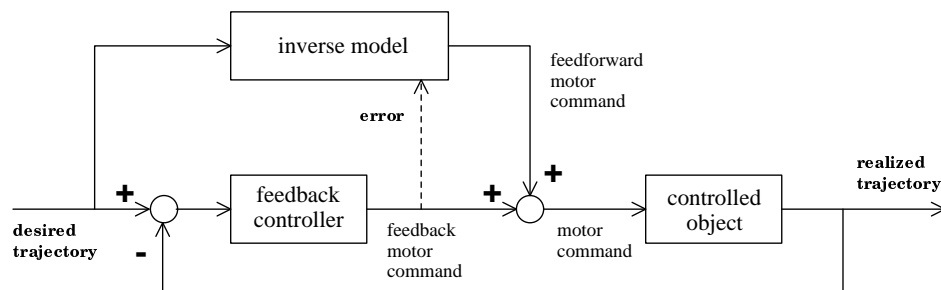 inverse model
feedforward
motor
command
error
+
+
+
-
feedback
controller
controlled
object
realized
trajectory
desired
trajectory
feedback
motor
command
motor
command